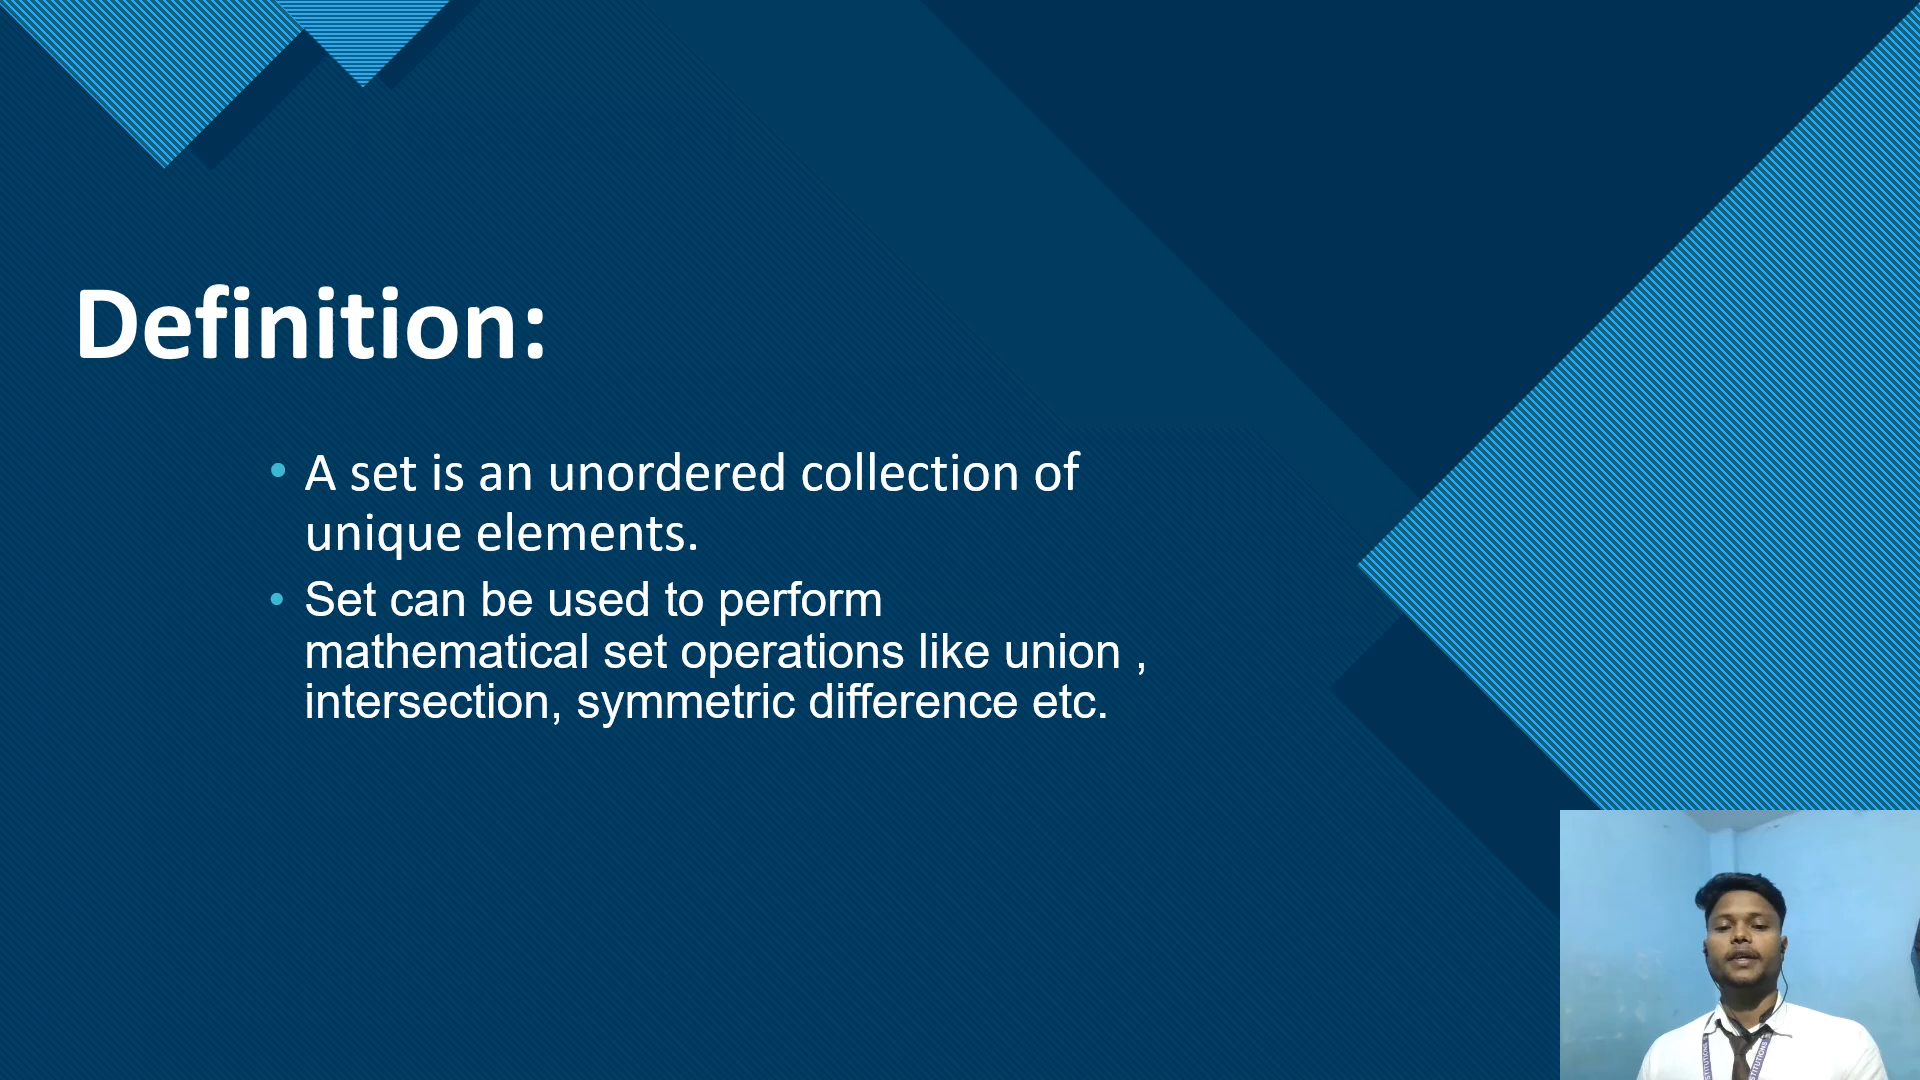 Definition:
• A set is an unordered collection of
unique elements.
• Set can be used to perform
mathematical set operations like union ,
intersection, symmetric difference etc.